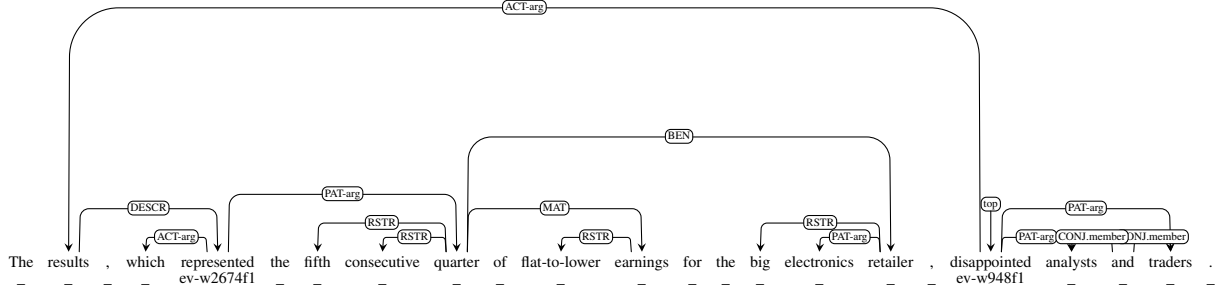 ACT-arg
BEN
PAT-arg
top
DESCR MAT PAT-arg
RSTR RSTR
ACT-arg RSTR RSTR PAT-arg PAT-arg CONJ.member ONJ.member
The results , which represented the fifth consecutive quarter of flat-to-lower earnings for the big electronics retailer , disappointed analysts and traders .
_ _ _ _ ev-w2674f1 _ _ _ _ _ _ _ _ _ _ _ _ _ ev-w948f1 _ _ _ _